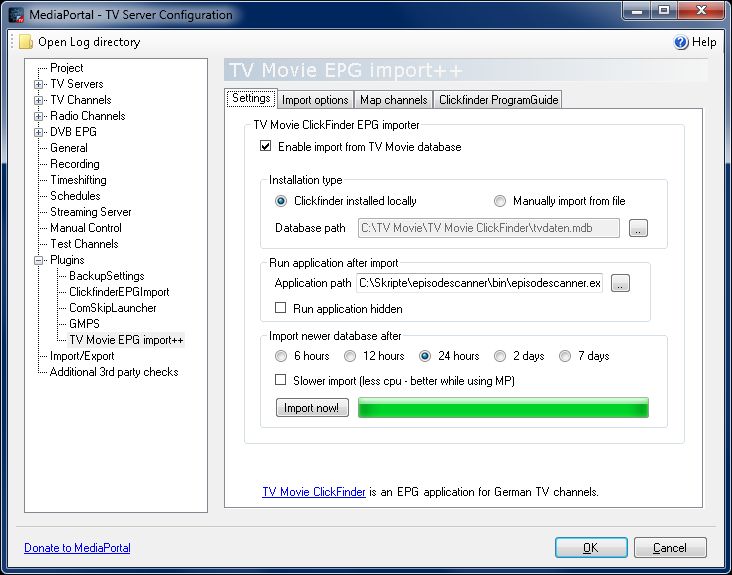 MediaPortal - TV Server Configuration
Open Log directory
Help
Project
TV Servers
TV Channels
Radio Channels
DVB EPG
General
Recording
Timeshifting
Schedules
Streaming Server
Manual Control
Test Channels
Plugins
BackupSettings
ClickfinderEPGImport
ComSkipLauncher
GMPS
TV Movie EPG import++
Import/Export
Additional 3rd party checks
TV Movie EPG import++
Settings Import options Map channels Clickfinder ProgramGuide
TV Movie ClickFinder EPG importer
Enable import from TV Movie database
Installation type
Clickfinder installed locally Manually import from file
Database path C:\TV Movie\TV Movie ClickFinder\tvdaten.mdb ..
Run application after import
Application path C:\Skripte\episodescanner\bin\episodescanner.ex ..
Run application hidden
Import newer database after
6 hours 12 hours 24 hours 2 days 7 days
Slower import (less cpu - better while using MP)
Import now!
TV Movie ClickFinder is an EPG application for German TV channels.
Donate to MediaPortal
OK Cancel